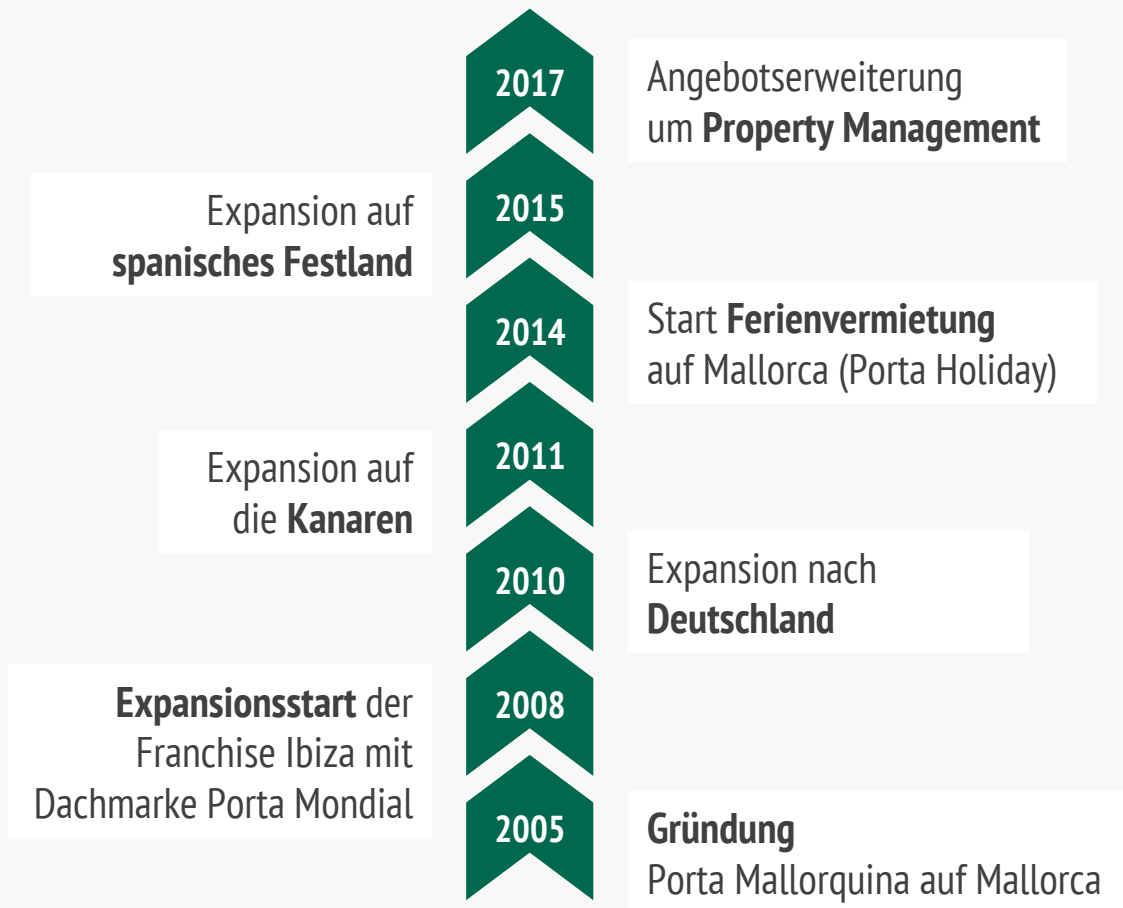 2017
Angebotserweiterung
um Property Management
Expansion auf
spanisches Festland
2015
2014
Start Ferienvermietung
auf Mallorca (Porta Holiday)
Expansion auf
die Kanaren
2011
2010
Expansion nach
Deutschland
Expansionsstart der
Franchise Ibiza mit
Dachmarke Porta Mondial
2008
2005
Gründung
Porta Mallorquina auf Mallorca